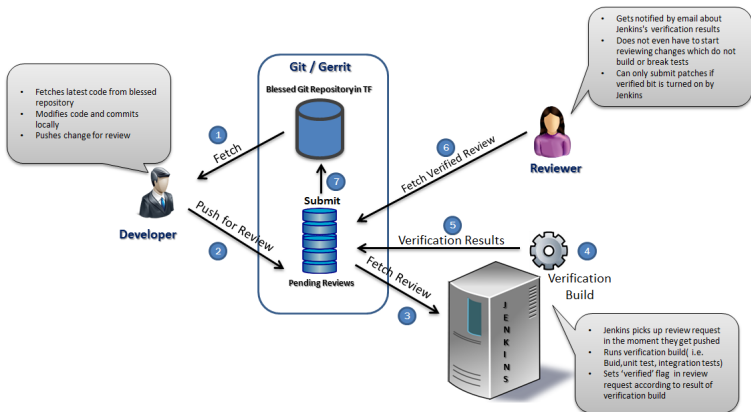 Gets notified by email about
Jenkins's verification results
Does not even have to start
reviewing changes which do not
build or break tests
Can only submit patches if
verified bit is turned on by
Jenkins
Git / Gerrit
Blessed Git Repository in TF
Fetches latest code from blessed
repository
Modifies code and commits
locally
Pushes change for review
1
Fetch
6
Fetch Verified Review
Reviewer
7
Submit
Developer
Push for Review
2
5
Verification Results
4
Verification
Build
Pending Reviews
Fetch Review
3
JENKINS
Jenkins picks up review request
in the moment they get pushed
Runs verification build( i.e.
Buid,unit test, integration tests)
Sets 'verified' flag in review
request according to result of
verification build